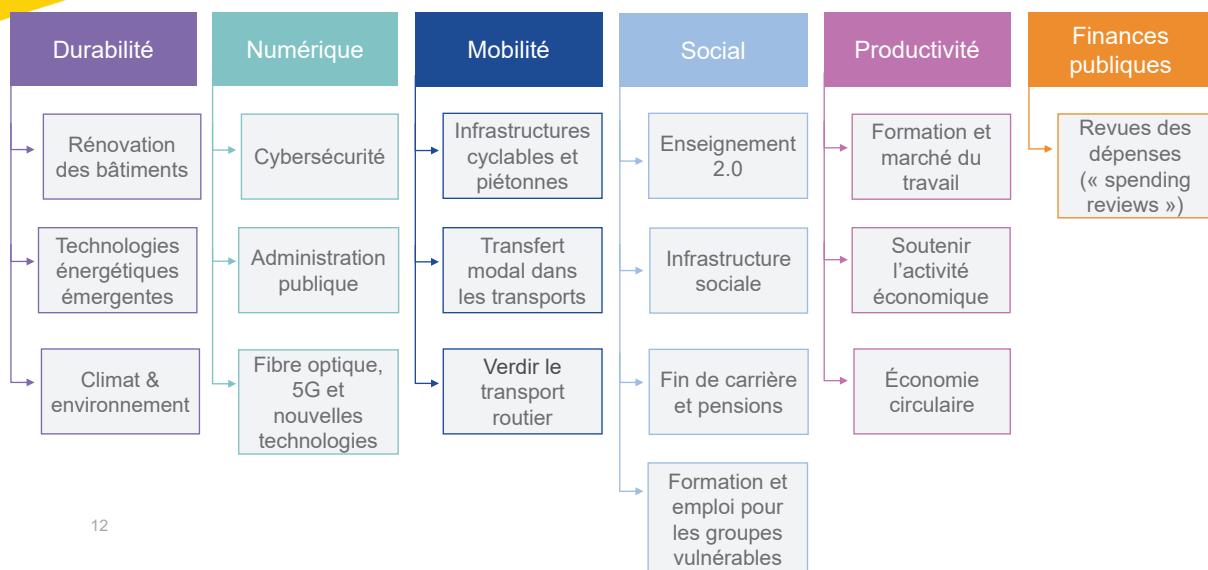 Durabilité
Rénovation
des bâtiments
Technologies
énergétiques
émergentes
Climat &
environnement
Numérique
Cybersécurité
Administration
publique
Fibre optique,
5G et
nouvelles
technologies
Mobilité
Infrastructures
cyclables et
piétonnes
Transfert
modal dans
les transports
Verdir le
transport
routier
Social
Enseignement
2.0
Infrastructure
sociale
Fin de carrière
et pensions
Formation et
emploi pour
les groupes
vulnérables
Productivité
Formation et
marché du
travail
Soutenir
l’activité
économique
Économie
circulaire
Finances
publiques
Revues des
dépenses
(« spending
reviews »)
12